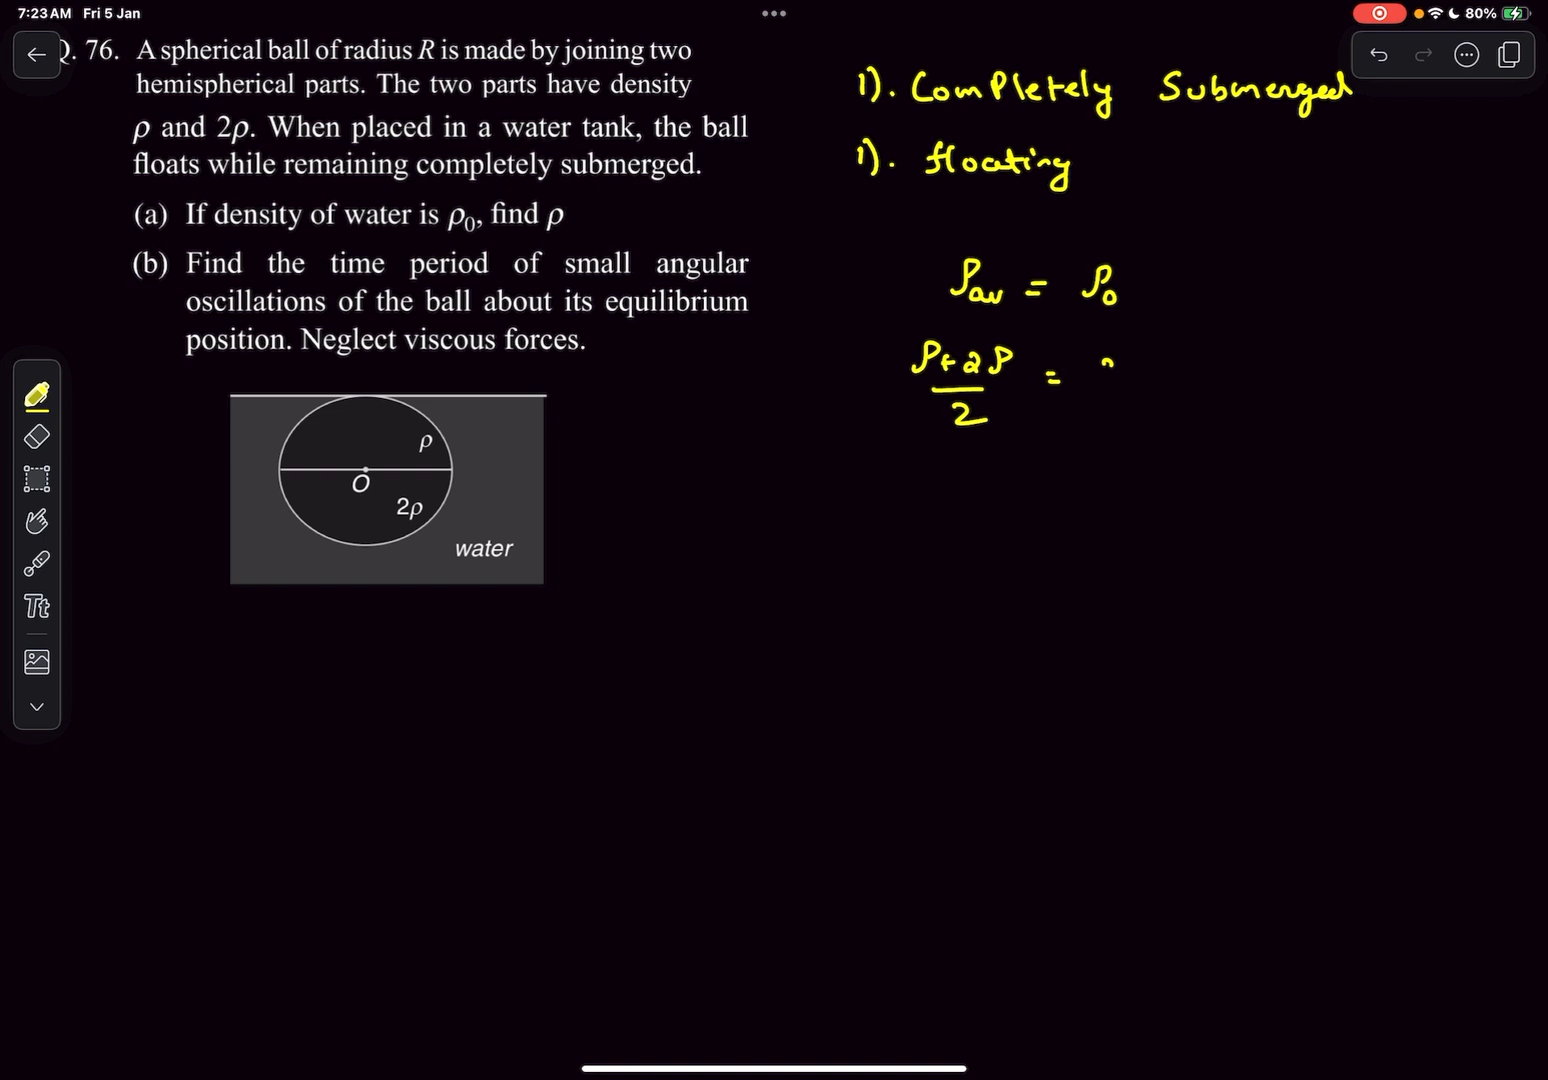 7:23 AM Fri 5 Jan
80%
Q. 76. A spherical ball of radius R is made by joining two
hemispherical parts. The two parts have density
ρ and 2ρ. When placed in a water tank, the ball
floats while remaining completely submerged.
(a) If density of water is ρ₀, find ρ
(b) Find the time period of small angular
oscillations of the ball about its equilibrium
position. Neglect viscous forces.
ρ
O
2ρ
water
Tt
1). Completely Submerged
1). floating
ρav = ρ₀
ρ+2ρ
2
=